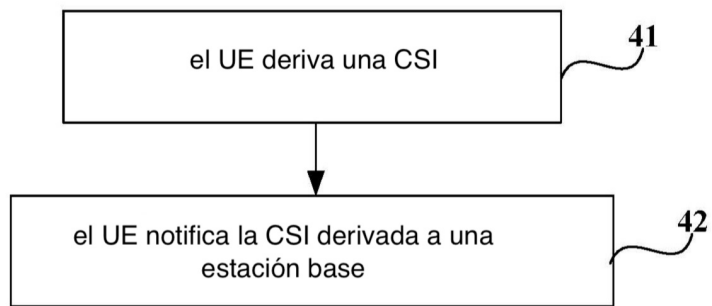 el UE deriva una CSI
41
el UE notifica la CSI derivada a una
estación base
42